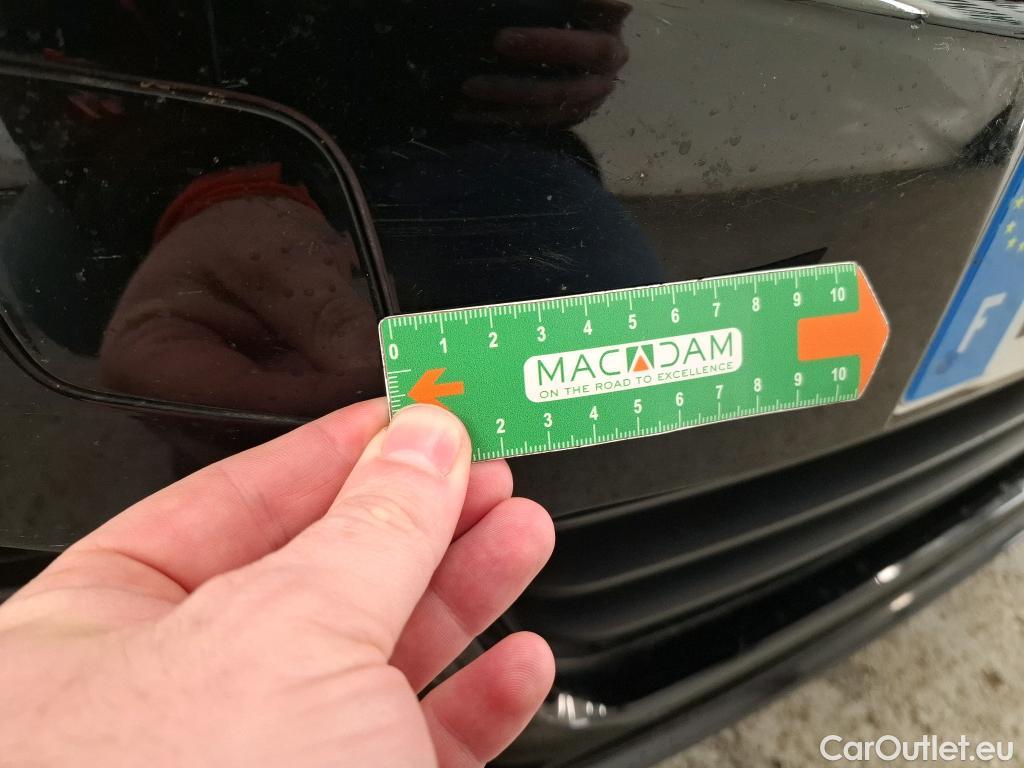 0 1 2 3 4 5 6 7 8 9 10
MACADAM
ON THE ROAD TO EXCELLENCE
2 3 4 5 6 7 8 9 10
F
CarOutlet.eu